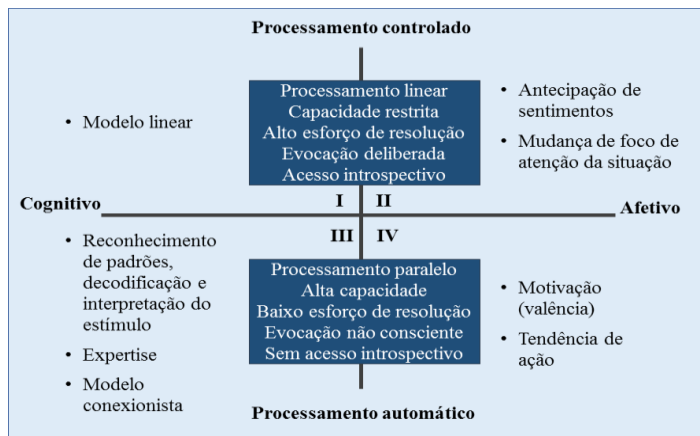 Processamento controlado
• Modelo linear
Processamento linear
Capacidade restrita
Alto esforço de resolução
Evocação deliberada
Acesso introspectivo
• Antecipação de
sentimentos
• Mudança de foco de
atenção da situação
Cognitivo
I
II
Afetivo
III
IV
• Reconhecimento
de padrões,
decodificação e
interpretação do
estímulo
• Expertise
• Modelo
conexionista
Processamento paralelo
Alta capacidade
Baixo esforço de resolução
Evocação não consciente
Sem acesso introspectivo
• Motivação
(valência)
• Tendência de
ação
Processamento automático